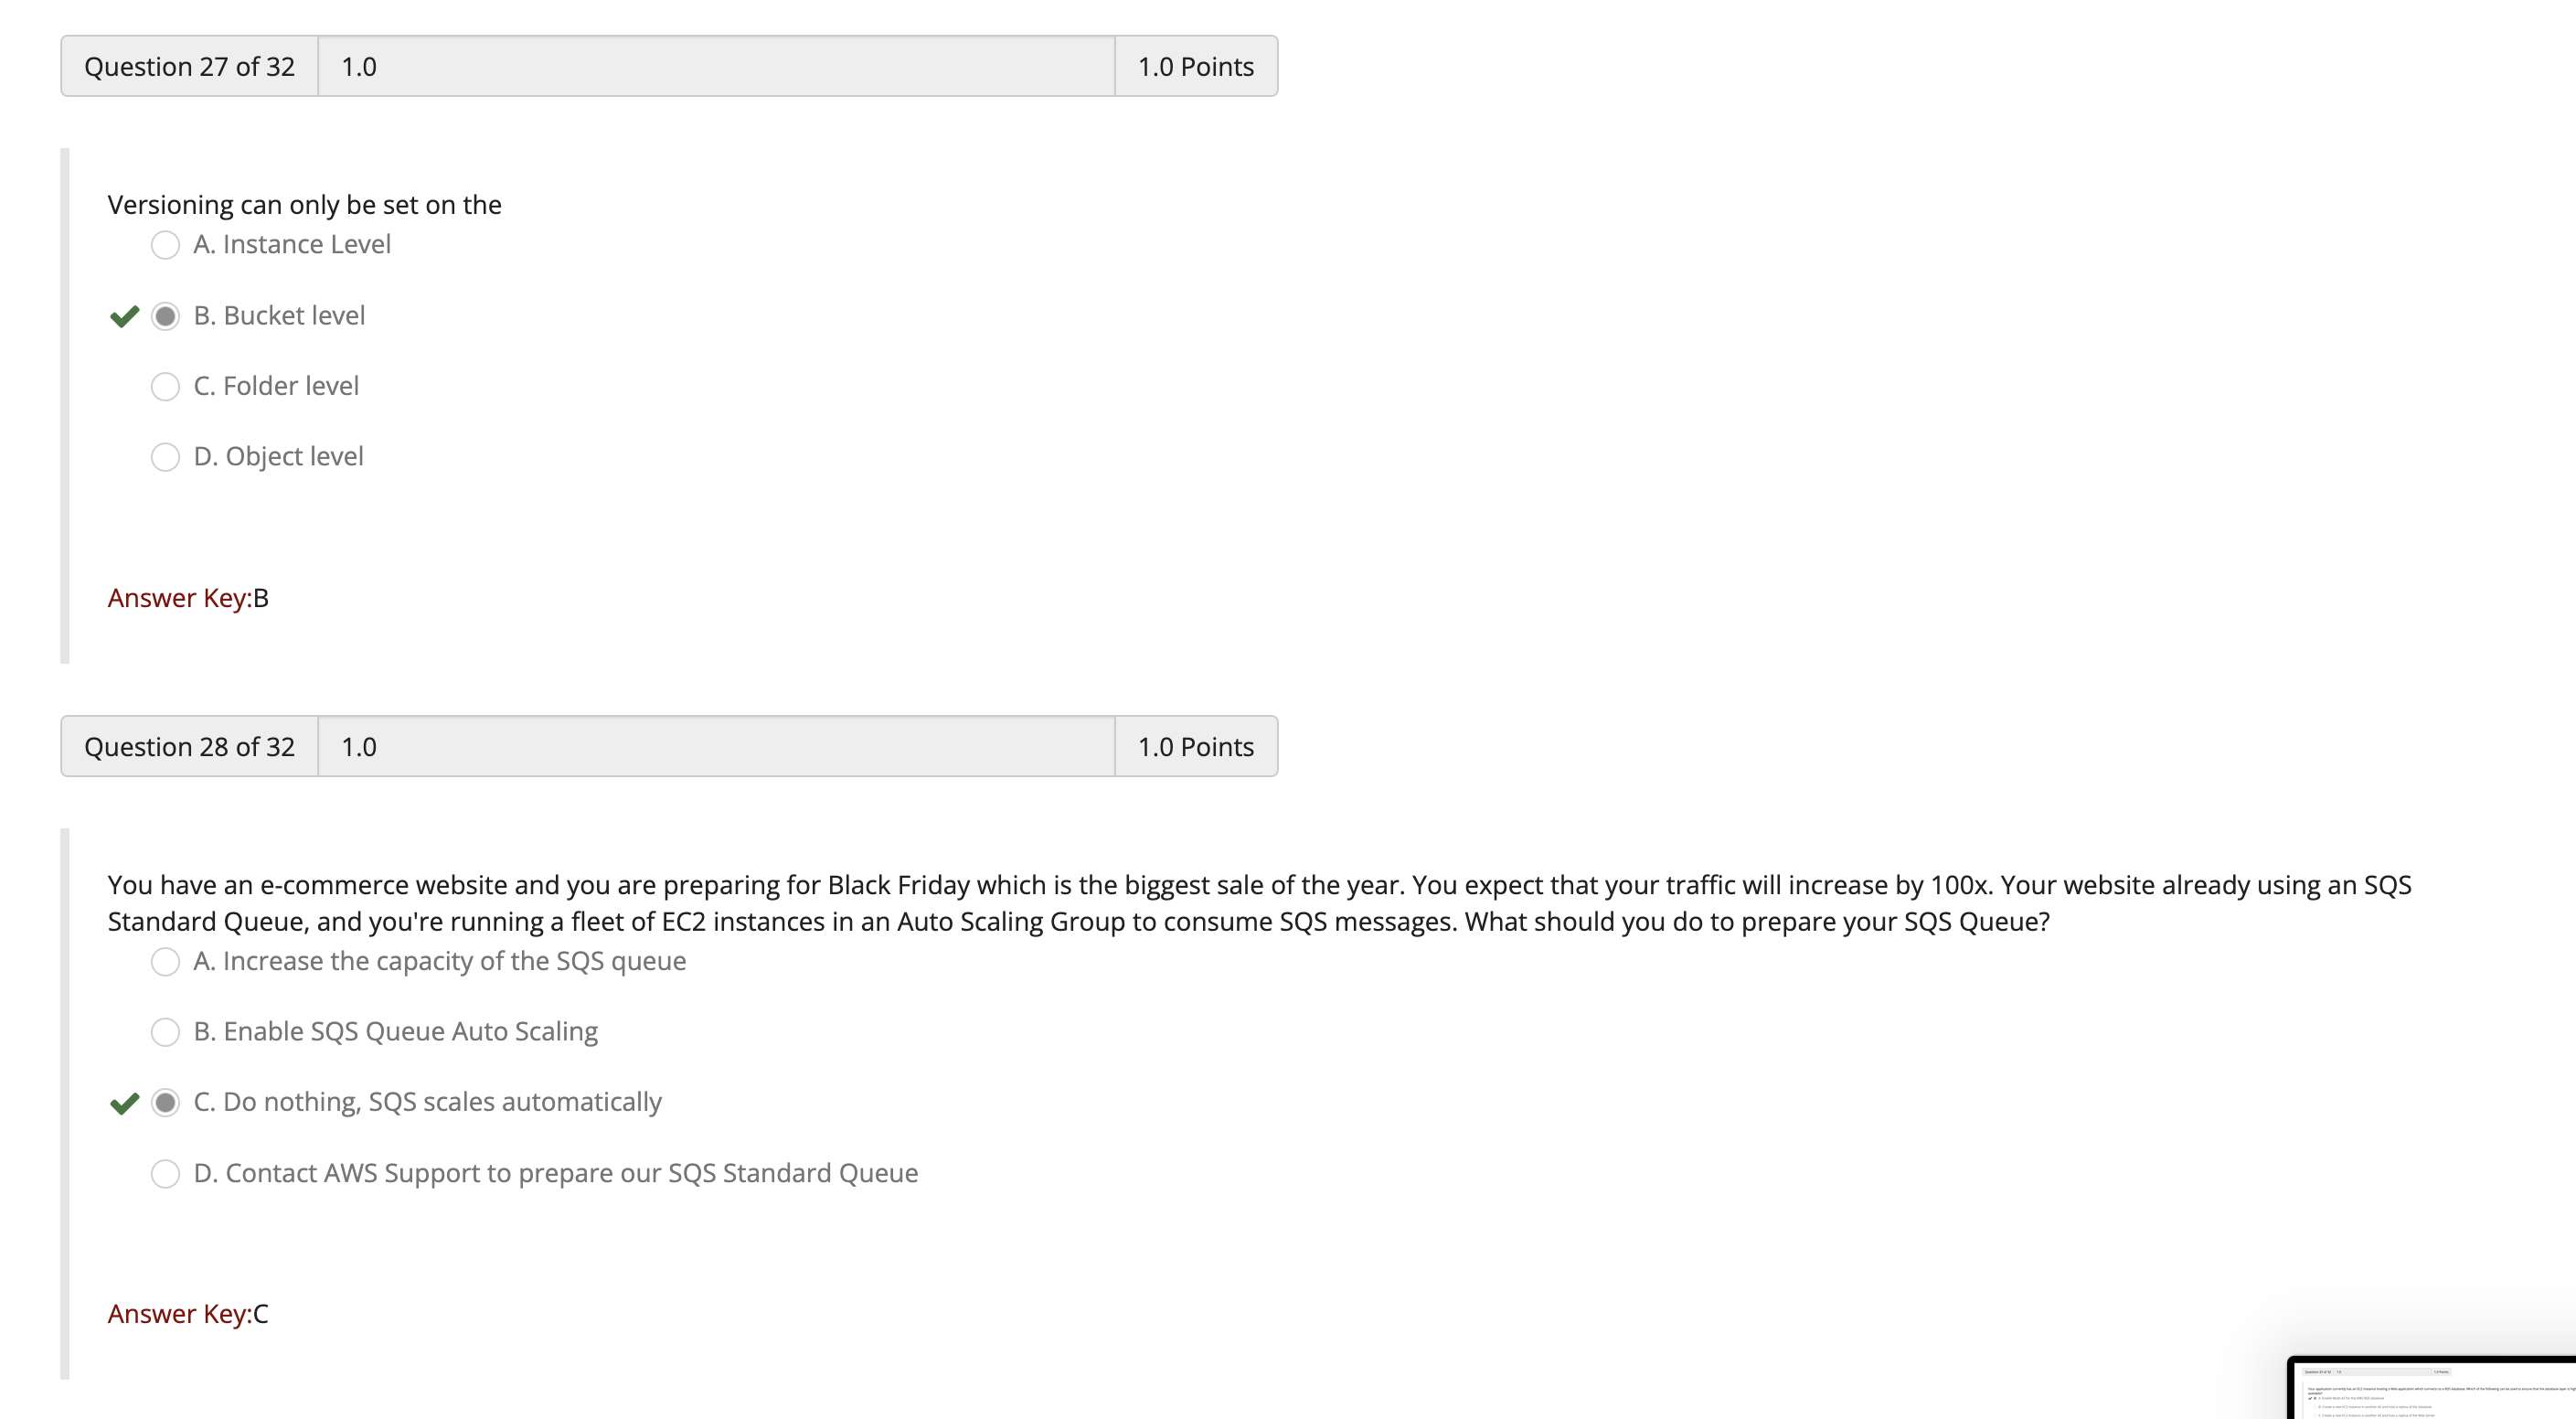 Question 27 of 32 1.0 1.0 Points
Versioning can only be set on the
A. Instance Level
B. Bucket level
C. Folder level
D. Object level
Answer Key:B
Question 28 of 32 1.0 1.0 Points
You have an e-commerce website and you are preparing for Black Friday which is the biggest sale of the year. You expect that your traffic will increase by 100x. Your website already using an SQS
Standard Queue, and you're running a fleet of EC2 instances in an Auto Scaling Group to consume SQS messages. What should you do to prepare your SQS Queue?
A. Increase the capacity of the SQS queue
B. Enable SQS Queue Auto Scaling
C. Do nothing, SQS scales automatically
D. Contact AWS Support to prepare our SQS Standard Queue
Answer Key:C